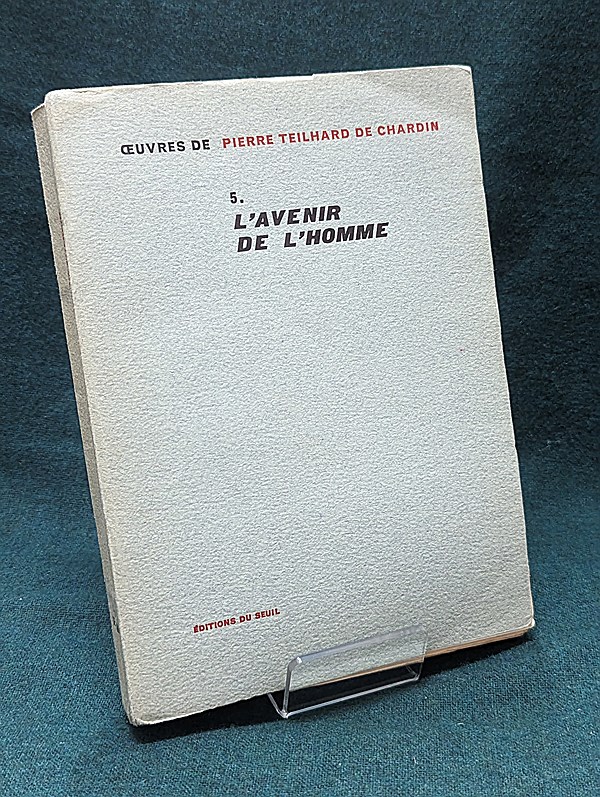 ŒUVRES DE PIERRE TEILHARD DE CHARDIN
5.
L'AVENIR
DE L'HOMME
ÉDITIONS DU SEUIL